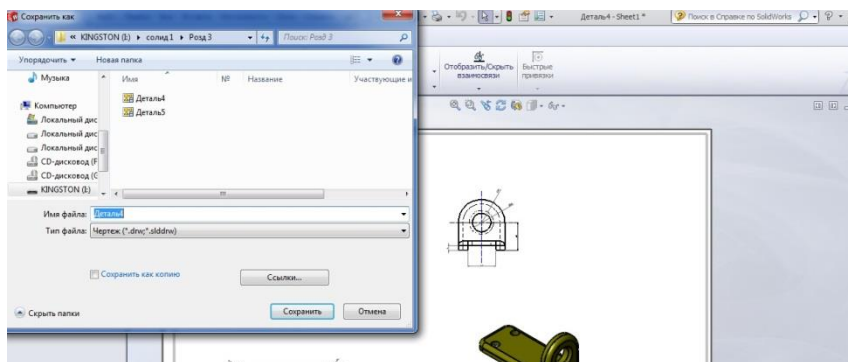 Сохранить как
Деталь4 - Sheet1 *
Поиск в Справке по SolidWorks
« KINGSTON (I:) ▸ солид1 ▸ Розд3
Поиск: Розд 3
Упорядочить
Новая папка
Отобразить/Скрыть взаимосвязи
Быстрые привязки
Музыка
Имя
№
Название
Участвующие и
Компьютер
Деталь4
Локальный дис
Деталь5
Локальный дис
Локальный дис
CD-дисковод (F
CD-дисковод (G
KINGSTON (I:)
Имя файла: Деталь4
Тип файла: Чертеж (*.drw;*.slddrw)
Сохранить как копию
Ссылки...
Скрыть папки
Сохранить
Отмена